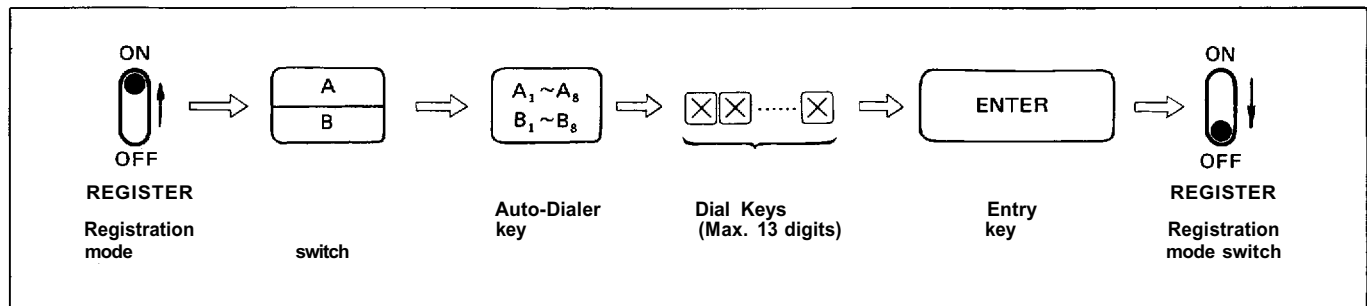 ON
OFF
REGISTER
Registration
mode
A
B
switch
A₁ ~ A₈
B₁ ~ B₈
Auto-Dialer
key
X X ...... X
Dial Keys
(Max. 13 digits)
ENTER
Entry
key
ON
OFF
REGISTER
Registration
mode switch